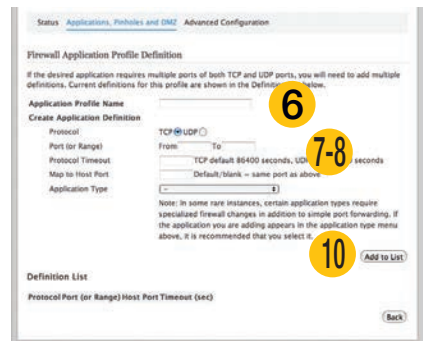 Status Applications, Pinholes and DMZ Advanced Configuration
Firewall Application Profile Definition
If the desired application requires multiple ports of both TCP and UDP ports, you will need to add multiple
definitions. Current definitions for this profile are shown in the Definition below.
Application Profile Name
6
Create Application Definition
Protocol TCP UDP
Port (or Range) From To
7-8
Protocol Timeout TCP default 86400 seconds, UDP seconds
Map to Host Port Default/blank = same port as above
Application Type -
Note: In some rare instances, certain application types require
specialized firewall changes in addition to simple port forwarding. If
the application you are adding appears in the application type menu
above, it is recommended that you select it.
10
Add to List
Definition List
Protocol Port (or Range) Host Port Timeout (sec)
Back